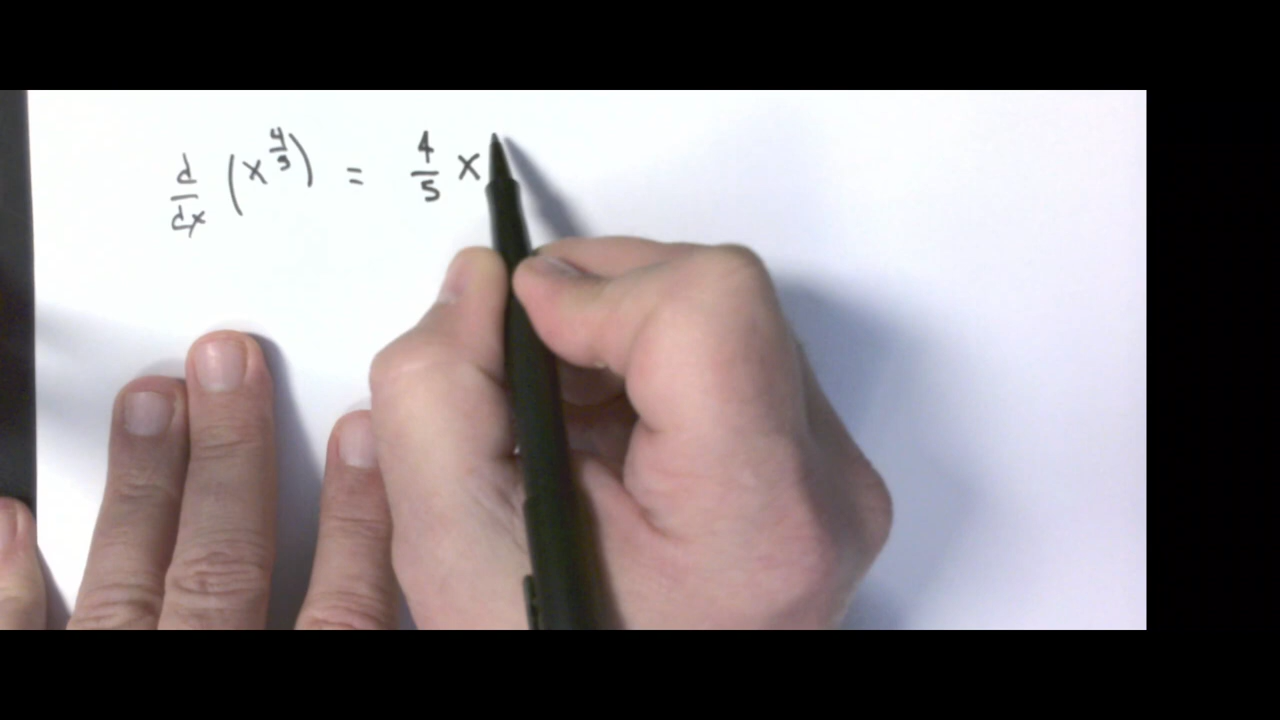 d/dx (x^4/5) = 4/5 x